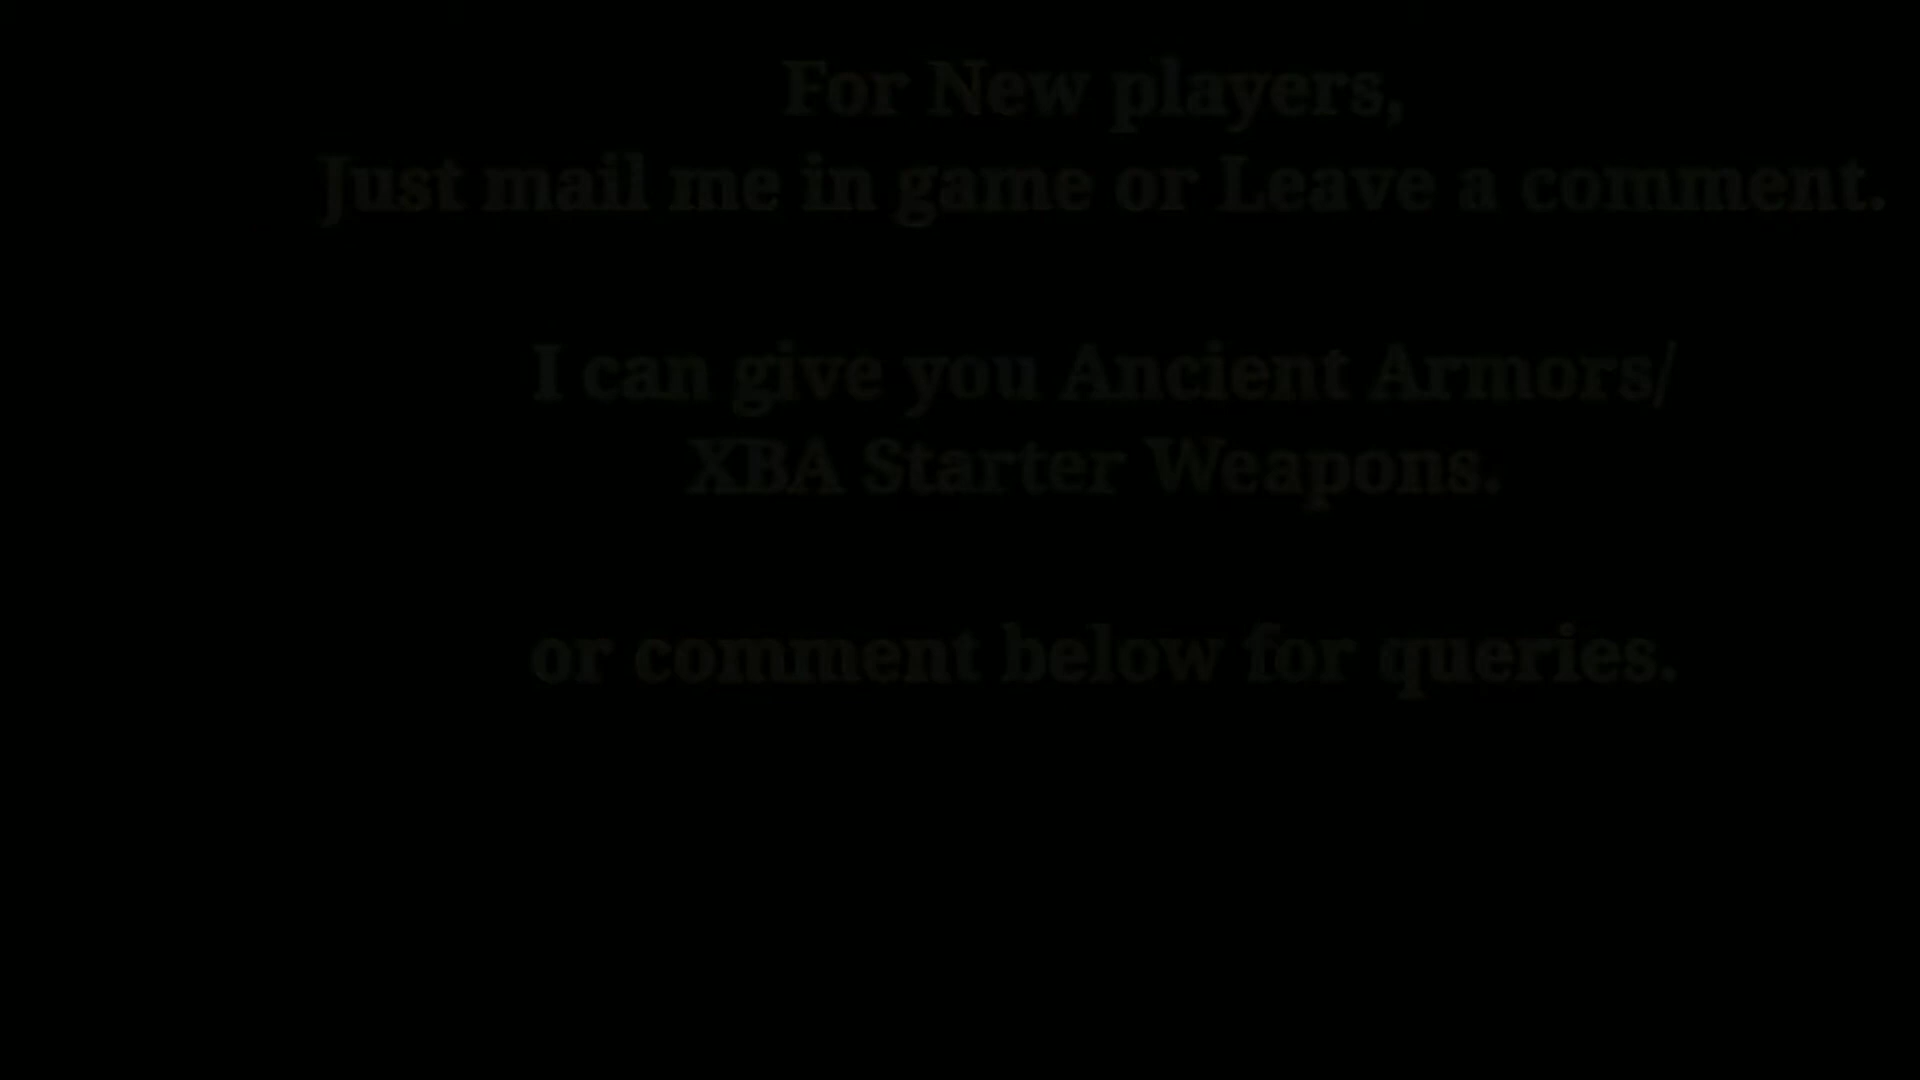 For New players,
Just mail me in game or Leave a comment.
I can give you Ancient Armors/
XBA Starter Weapons.
or comment below for queries.